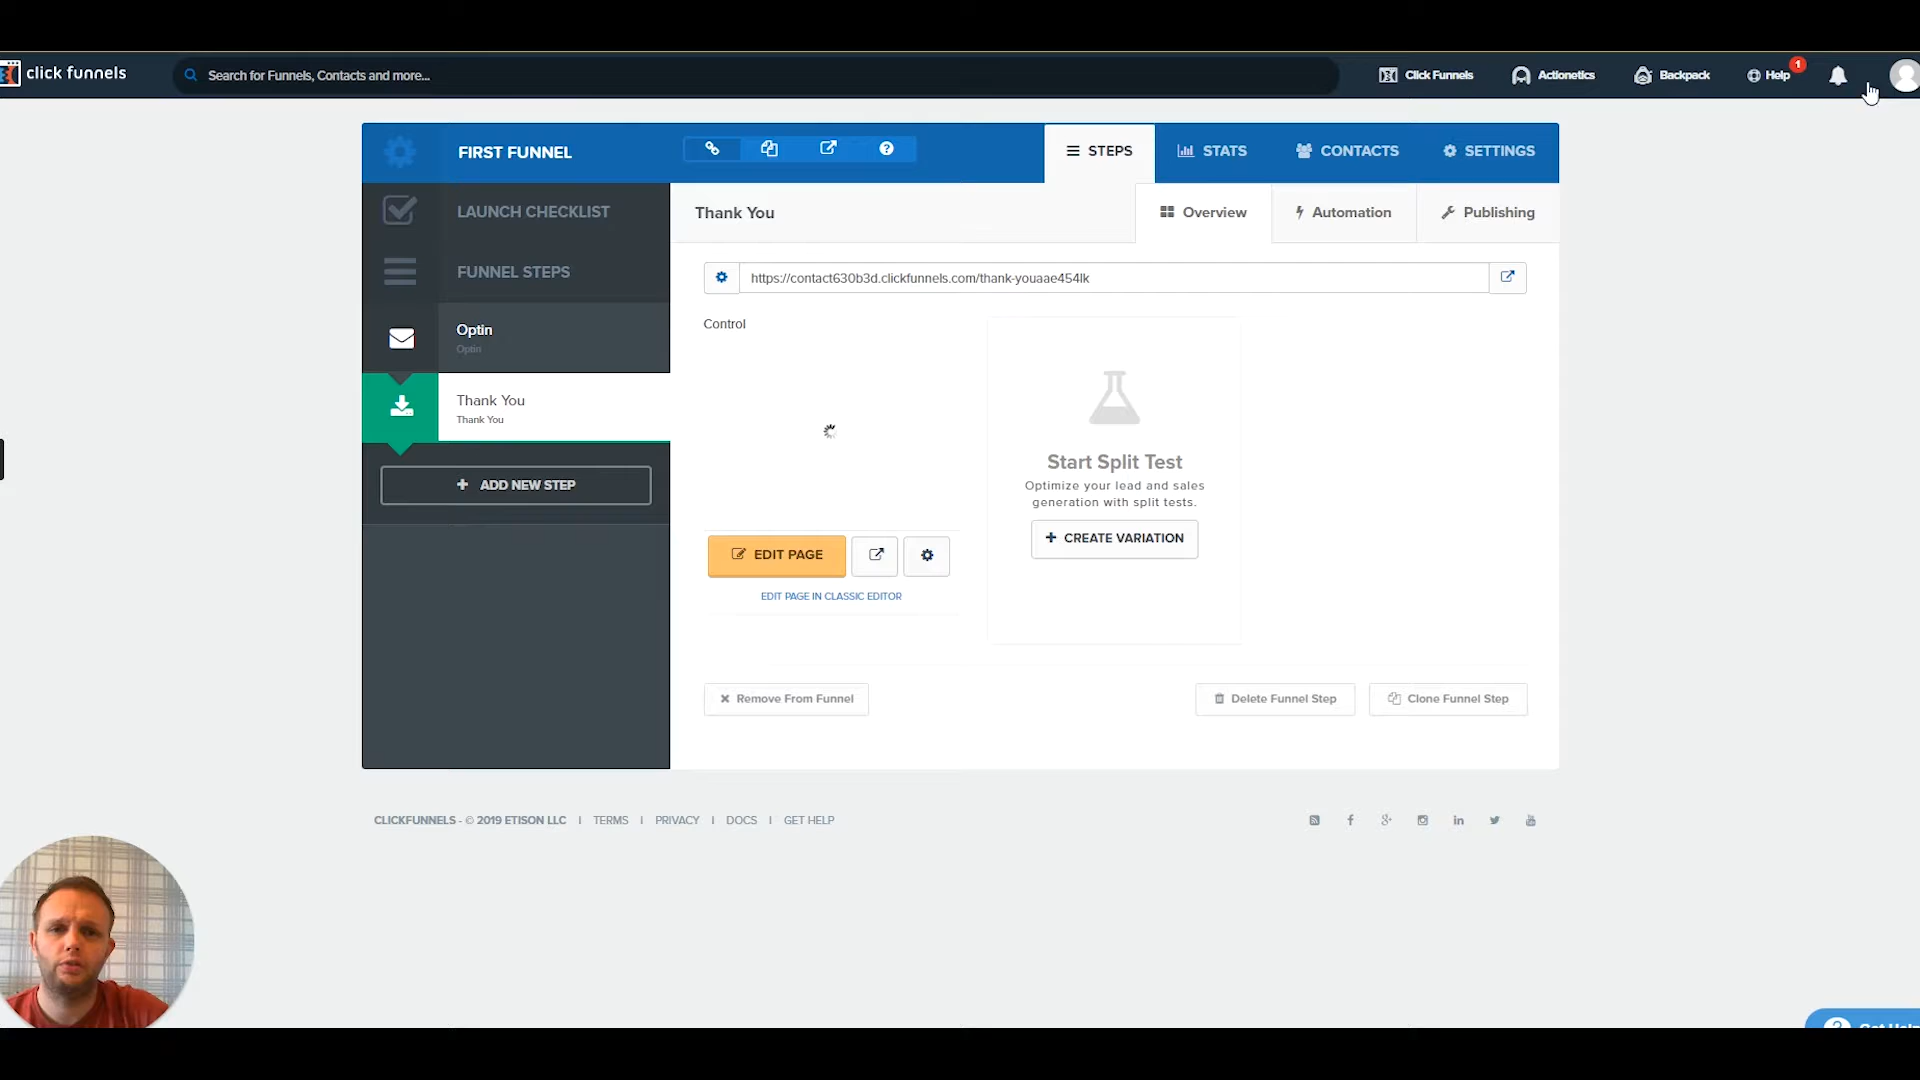 click funnels
Search for Funnels, Contacts and more...
Click Funnels
Actionetics
Backpack
Help
1
FIRST FUNNEL
STEPS
STATS
CONTACTS
SETTINGS
LAUNCH CHECKLIST
Thank You
Overview
Automation
Publishing
FUNNEL STEPS
https://contact630b3d.clickfunnels.com/thank-youaae454lk
Optin
Optin
Control
Thank You
Thank You
ADD NEW STEP
Start Split Test
Optimize your lead and sales
generation with split tests.
CREATE VARIATION
EDIT PAGE
EDIT PAGE IN CLASSIC EDITOR
Remove From Funnel
Delete Funnel Step
Clone Funnel Step
CLICKFUNNELS - © 2019 ETISON LLC | TERMS | PRIVACY | DOCS | GET HELP